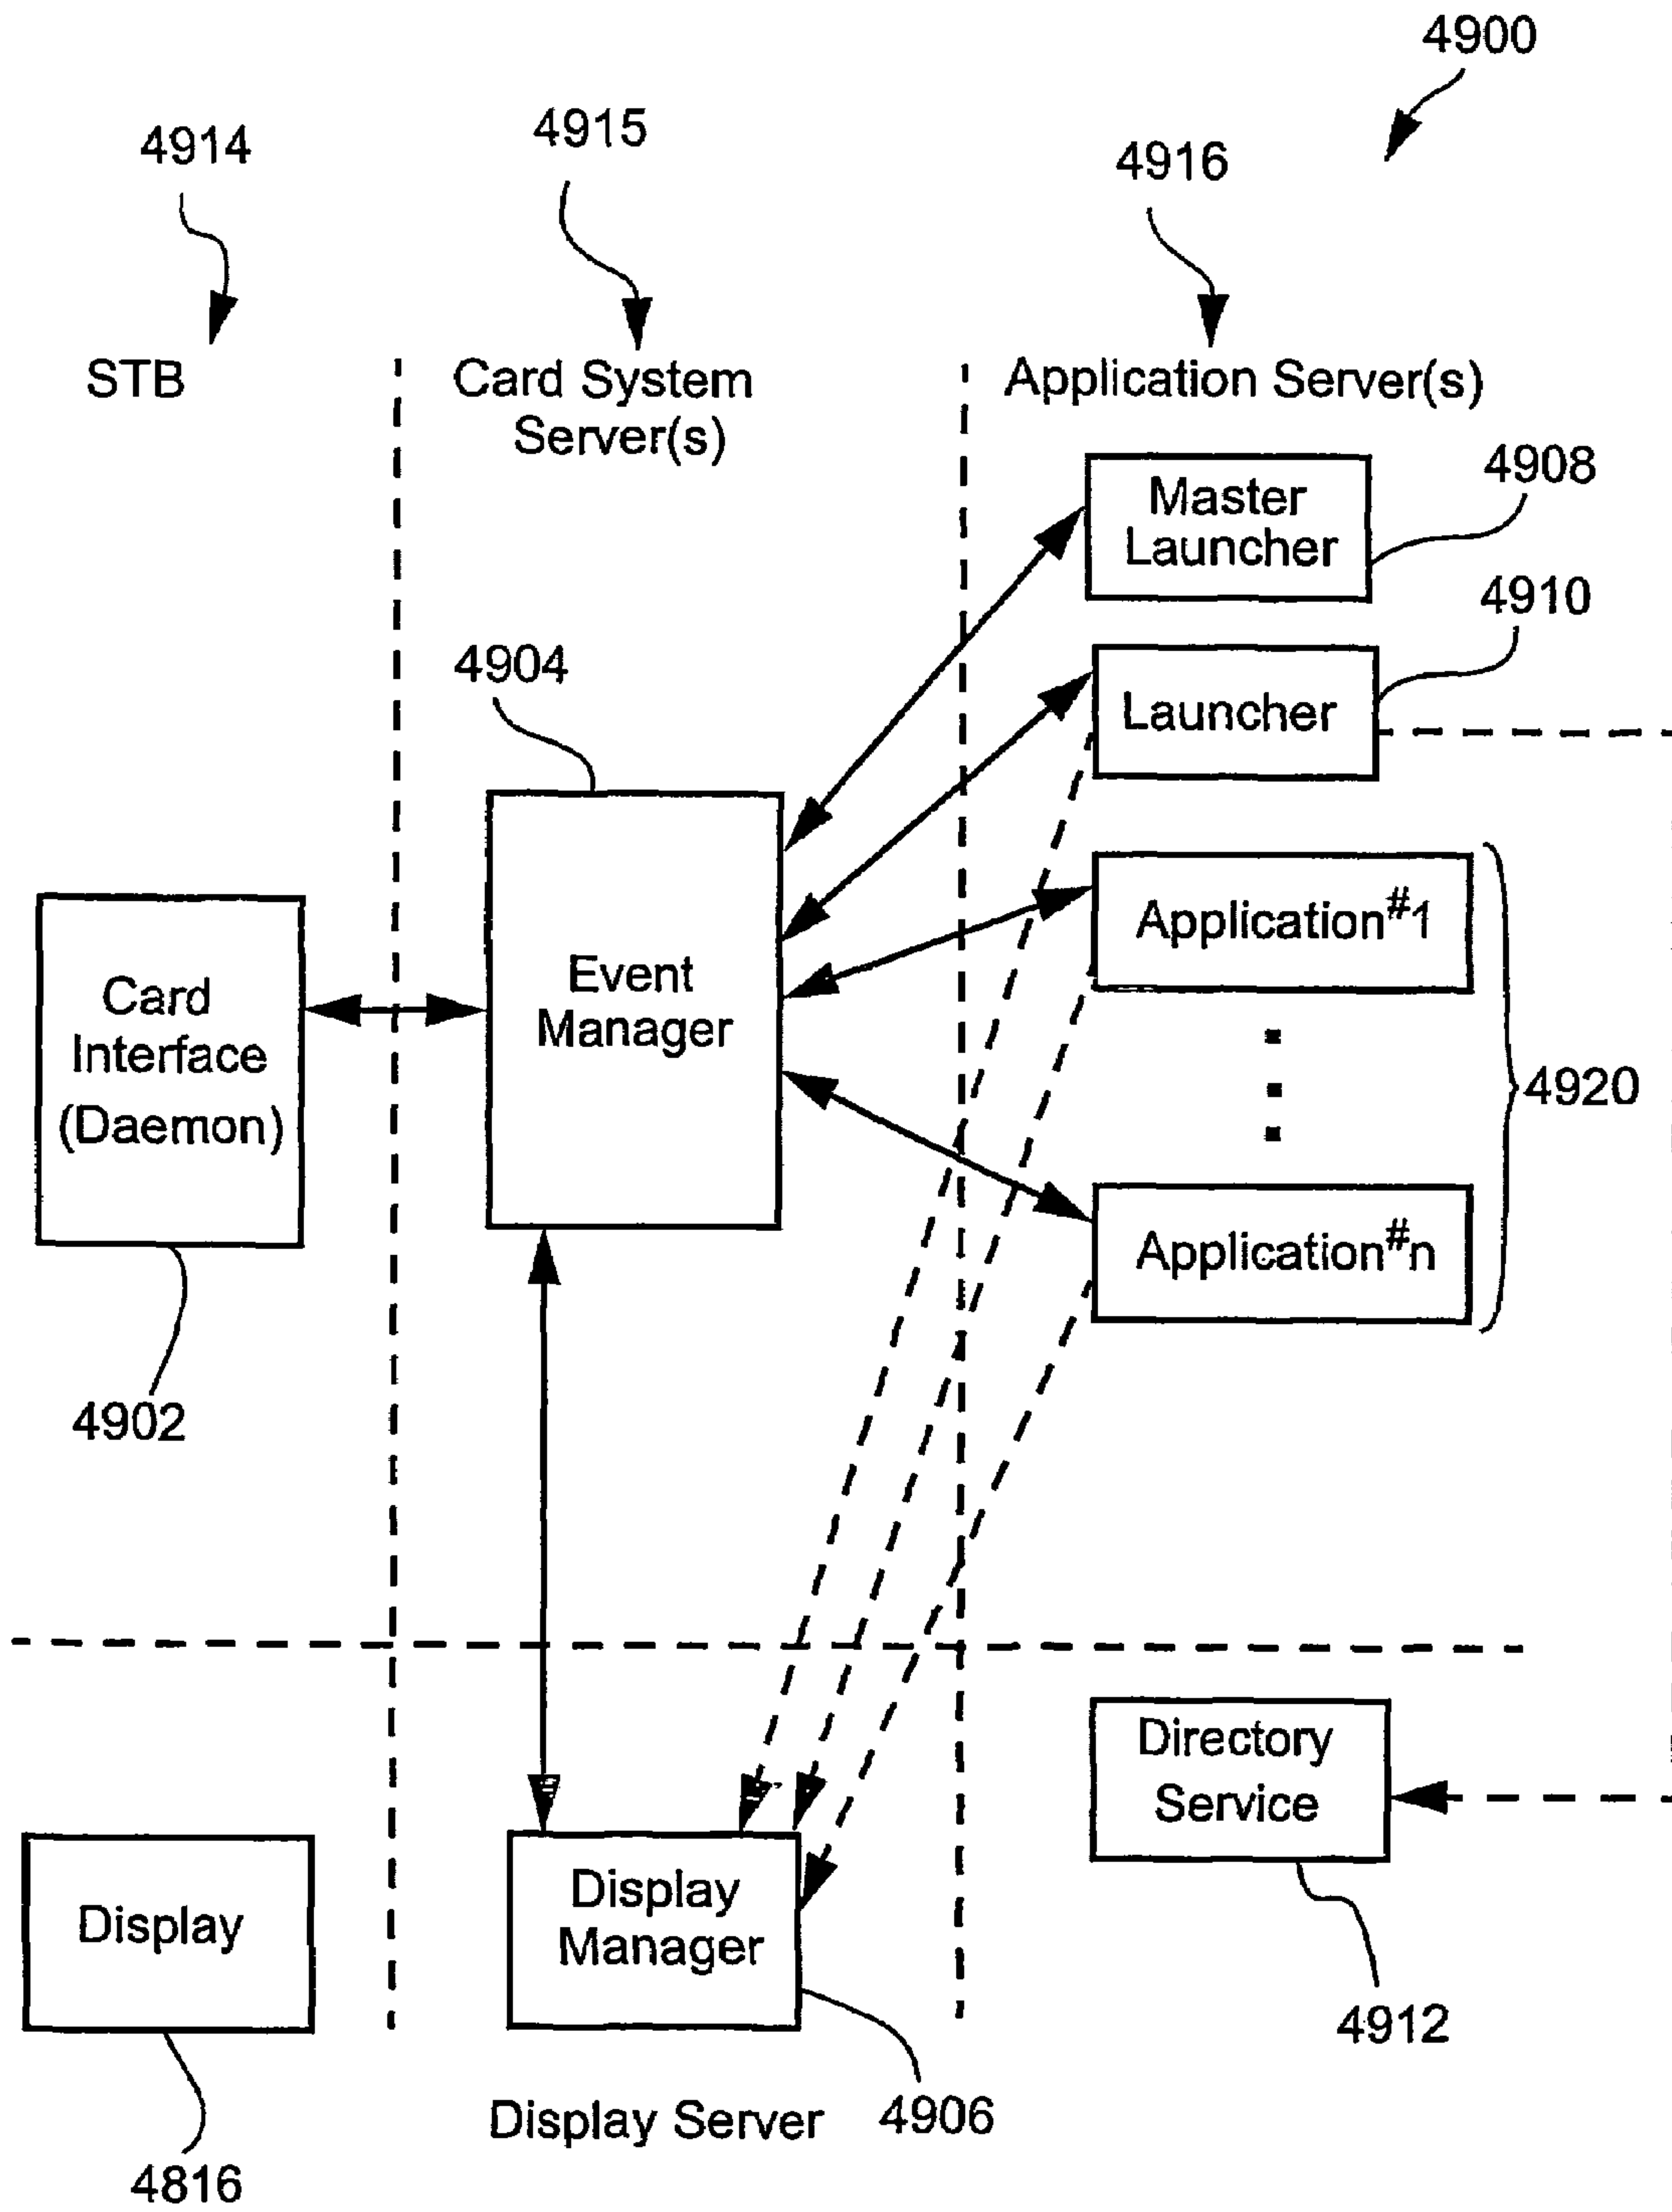 4900
4914
4915
4916
STB
Card System
Server(s)
Application Server(s)
Master
Launcher
4908
4910
Launcher
4904
Event
Manager
Card
Interface
(Daemon)
4902
Application#1
Application#n
4920
Directory
Service
4912
Display
4816
Display
Manager
4906
Display Server